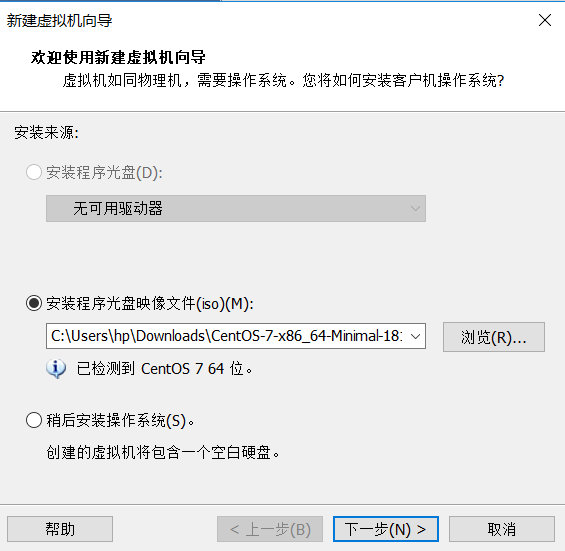 新建虚拟机向导
欢迎使用新建虚拟机向导
虚拟机如同物理机，需要操作系统。您将如何安装客户机操作系统?
安装来源:
安装程序光盘(D):
无可用驱动器
安装程序光盘映像文件(iso)(M):
C:\Users\hp\Downloads\CentOS-7-x86_64-Minimal-181
浏览(R)...
已检测到 CentOS 7 64 位。
稍后安装操作系统(S)。
创建的虚拟机将包含一个空白硬盘。
帮助
< 上一步(B)
下一步(N) >
取消